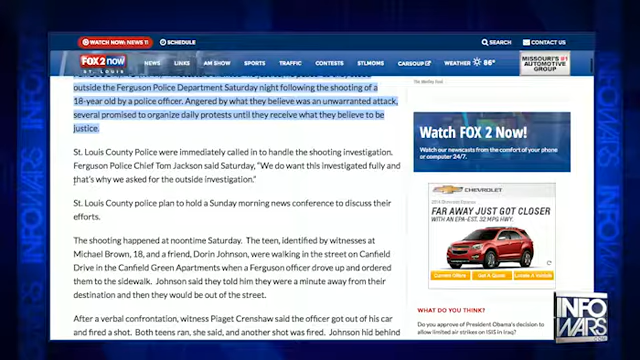 WATCH NOW: NEWS 11
SCHEDULE
SEARCH
CONTACT US
FOX 2 now
ST. LOUIS
NEWS
LINKS
AM SHOW
SPORTS
TRAFFIC
CONTESTS
STLMOMS
CARSOUP
WEATHER
86°
MISSOURI'S #1
AUTOMOTIVE
GROUP
outside the Ferguson Police Department Saturday night following the shooting of a
18-year old by a police officer. Angered by what they believe was an unwarranted attack,
several promised to organize daily protests until they receive what they believe to be
justice.
St. Louis County Police were immediately called in to handle the shooting investigation.
Ferguson Police Chief Tom Jackson said Saturday, "We do want this investigated fully and
that's why we asked for the outside investigation."
St. Louis County police plan to hold a Sunday morning news conference to discuss their
efforts.
The shooting happened at noontime Saturday. The teen, identified by witnesses at
Michael Brown, 18, and a friend, Dorin Johnson, were walking in the street on Canfield
Drive in the Canfield Green Apartments when a Ferguson officer drove up and ordered
them to the sidewalk. Johnson said they told him they were a minute away from their
destination and then they would be out of the street.
After a verbal confrontation, witness Piaget Crenshaw said the officer got out of his car
and fired a shot. Both teens ran, she said, and another shot was fired. Johnson hid behind
Watch FOX 2 Now!
Watch our newscasts from the comfort of your phone
or computer 24/7.
CHEVROLET
2014 Chevrolet Equinox
FAR AWAY JUST GOT CLOSER
WITH AN EPA-EST. 32 MPG HWY.
Current Offers
Get A Quote
Locate A Vehicle
WHAT DO YOU THINK?
Do you approve of President Obama's decision to
allow limited air strikes on ISIS in Iraq?
INFO
WARS
.COM
INFOWARS